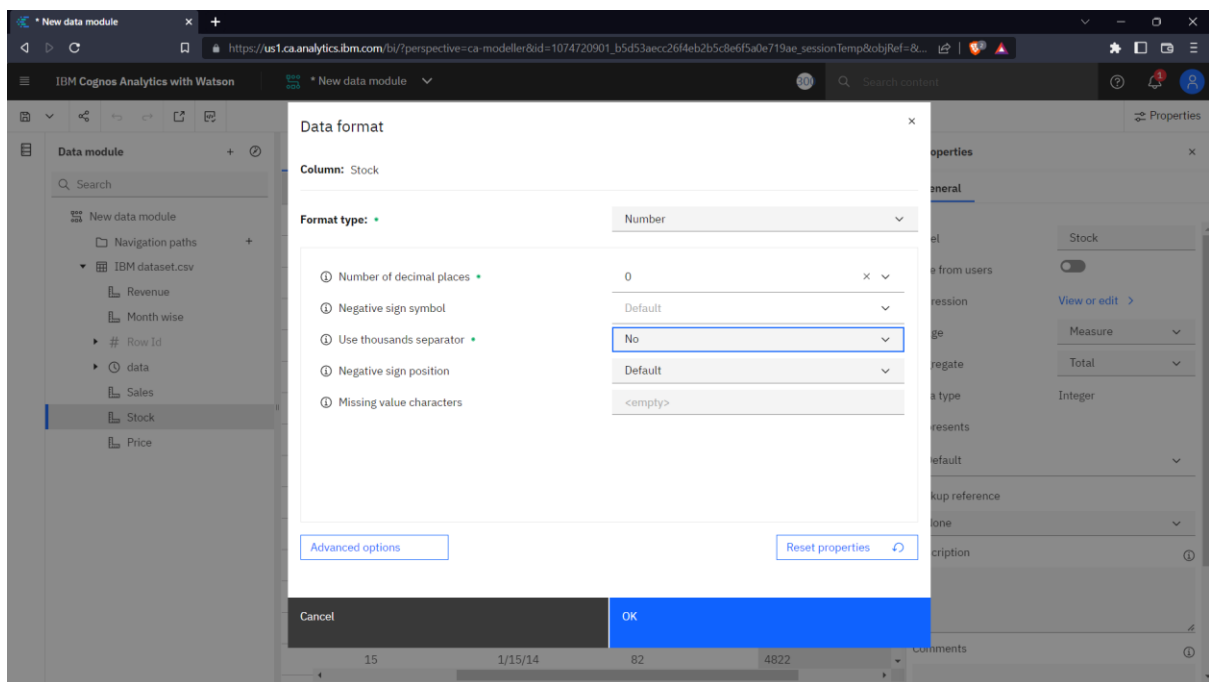 * New data module
https://us1.ca.analytics.ibm.com/bi/?perspective=ca-modeller&id=1074720901_b5d53aecc26f4eb2b5c8e6f5a0e719ae_sessionTemp&objRef=&...
IBM Cognos Analytics with Watson
* New data module
Search content
Properties
Data module
Search
New data module
Navigation paths
IBM dataset.csv
Revenue
Month wise
# Row Id
data
Sales
Stock
Price
Data format
Column: Stock
Format type: Number
Number of decimal places 0
Negative sign symbol Default
Use thousands separator No
Negative sign position Default
Missing value characters <empty>
Advanced options
Reset properties
Cancel
OK
15 1/15/14 82 4822
operties
eneral
el Stock
e from users
ression View or edit
ge Measure
regate Total
a type Integer
resents
efault
kup reference
lone
cription
Comments